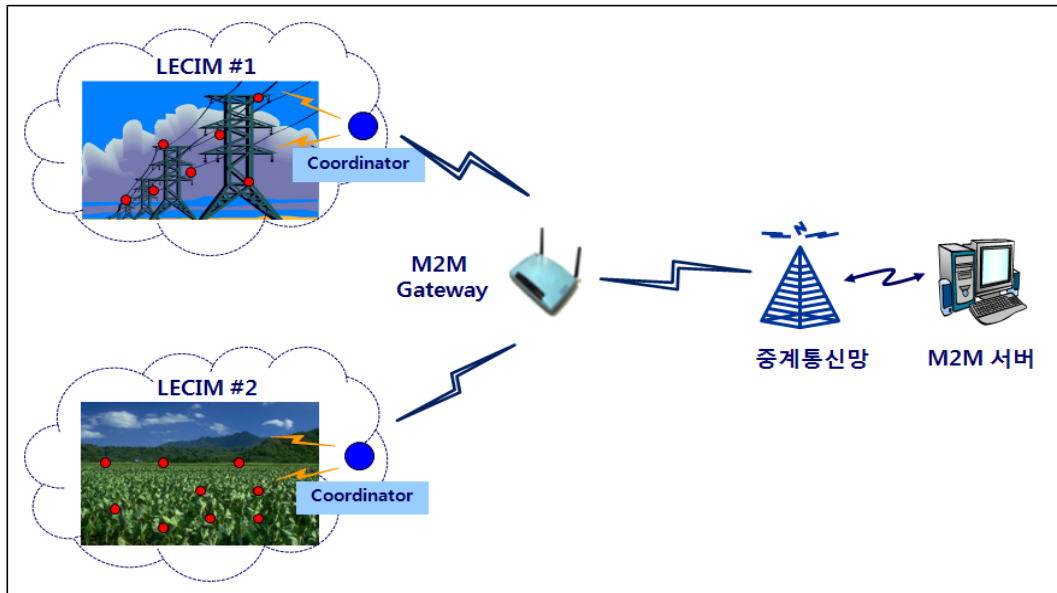 LECIM #1
Coordinator
M2M
Gateway
중계통신망
M2M 서버
LECIM #2
Coordinator